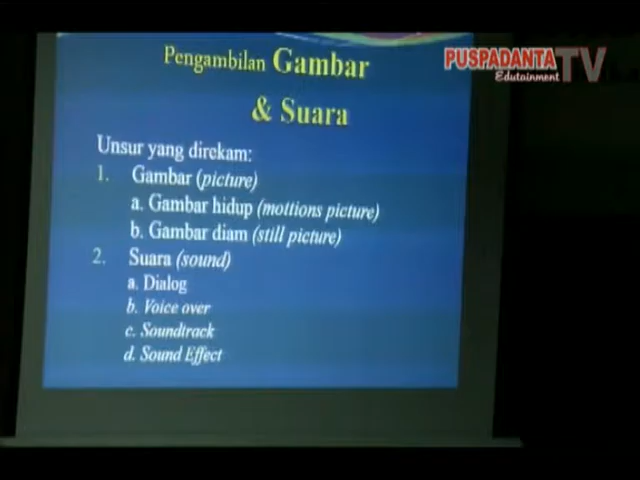 PUSPADANTA TV
Edutainment
Pengambilan Gambar
& Suara
Unsur yang direkam:
1. Gambar (picture)
a. Gambar hidup (mottions picture)
b. Gambar diam (still picture)
2. Suara (sound)
a. Dialog
b. Voice over
c. Soundtrack
d. Sound Effect